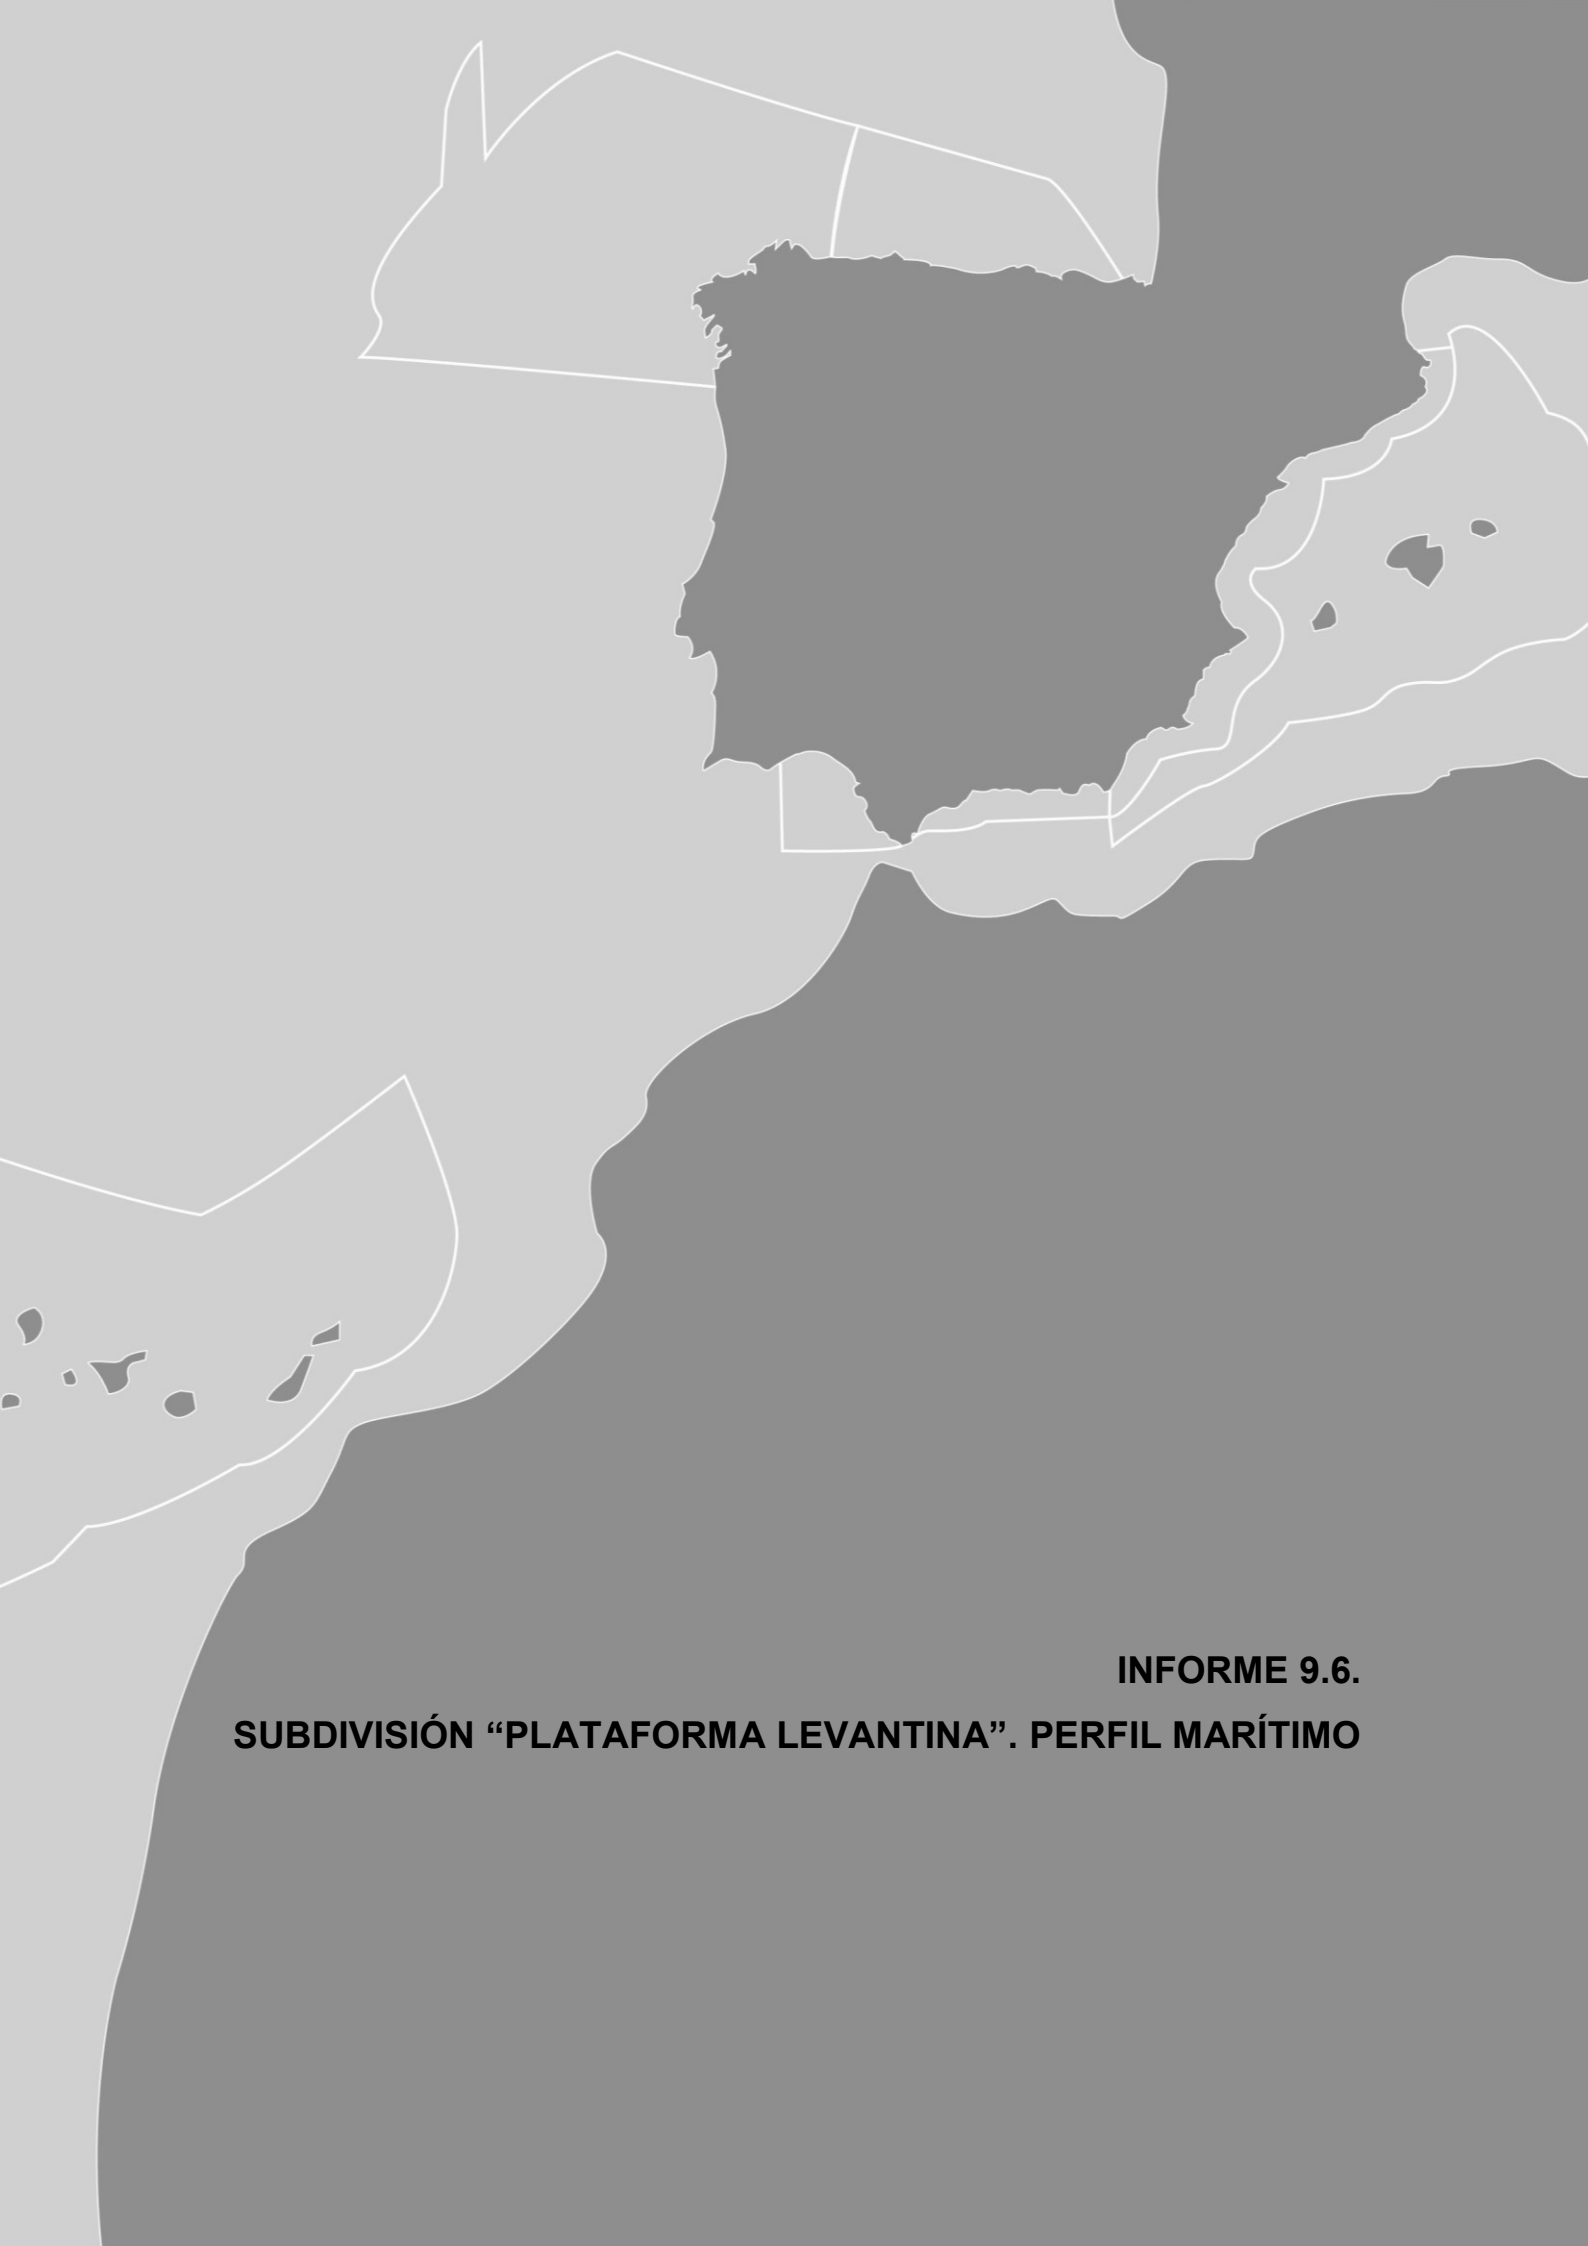 INFORME 9.6.
SUBDIVISIÓN “PLATAFORMA LEVANTINA”. PERFIL MARÍTIMO